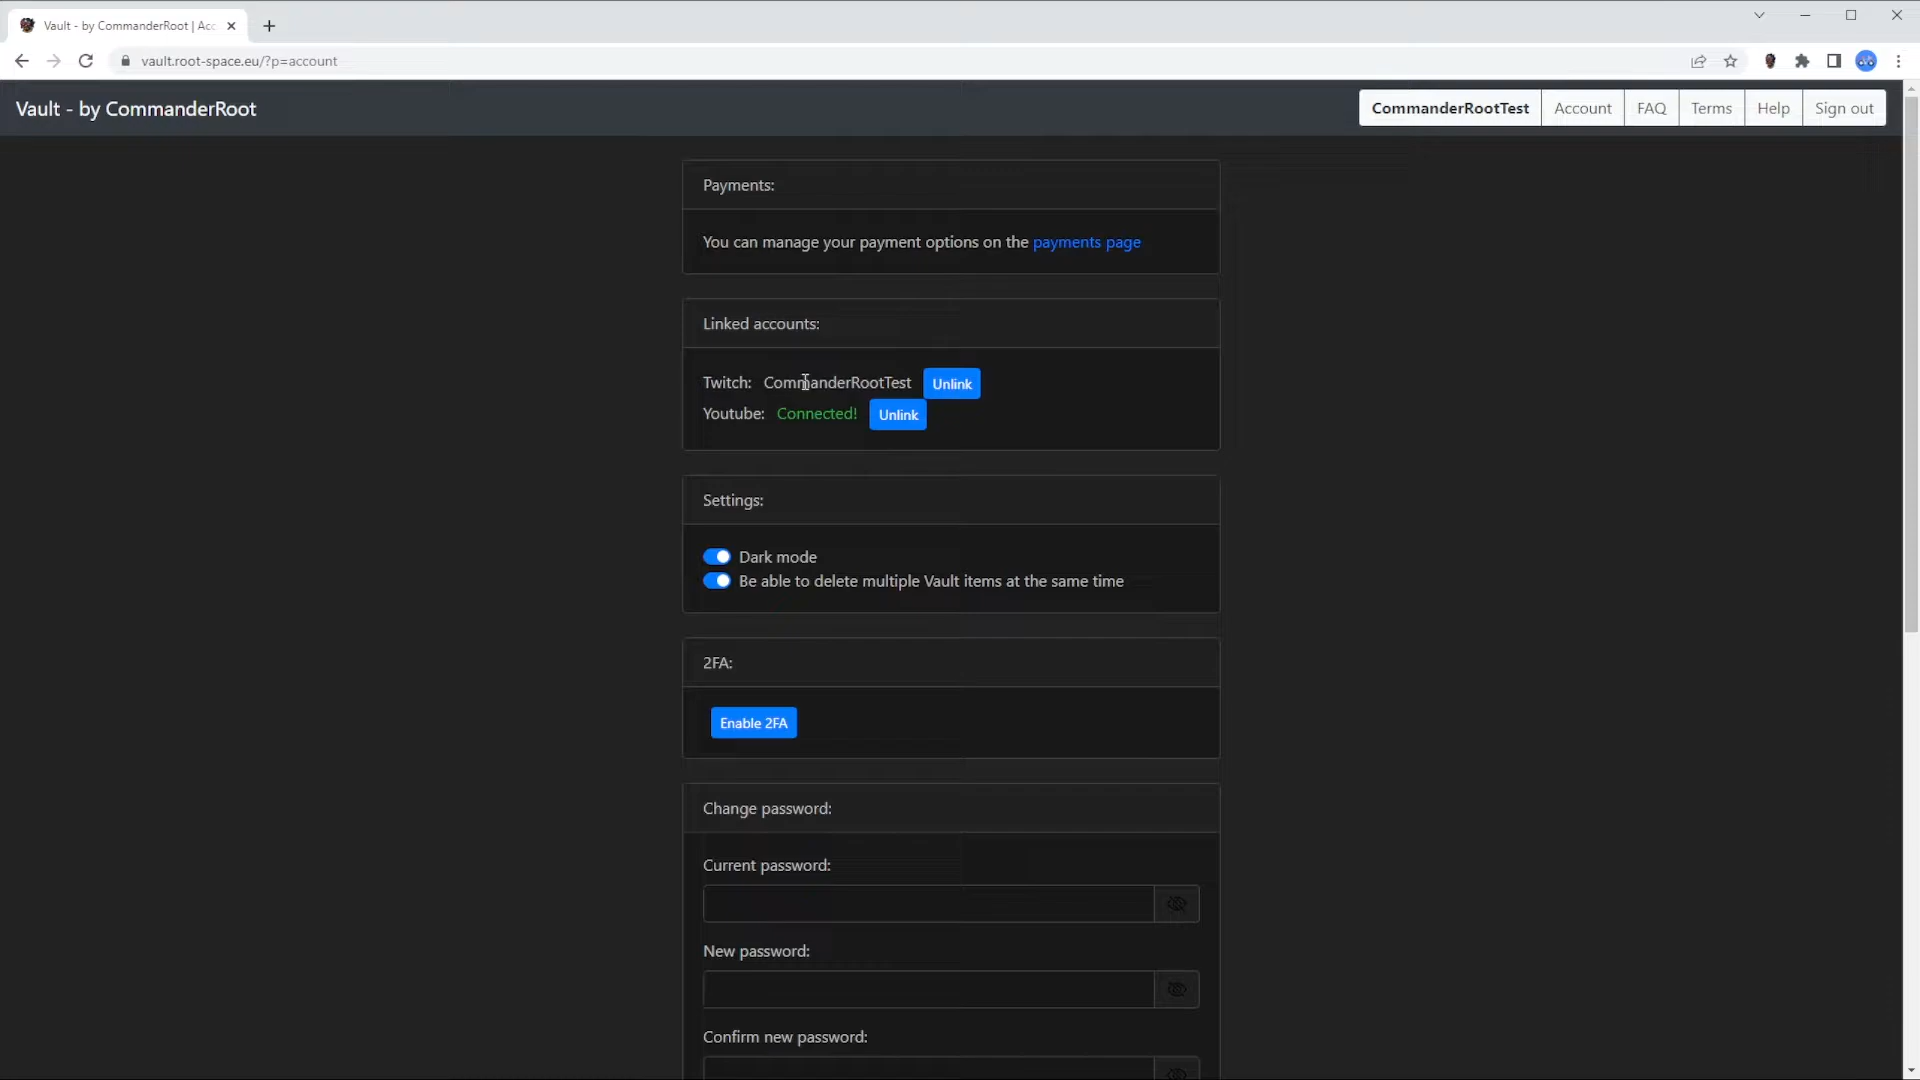 Vault - by CommanderRoot | Acc
vault.root-space.eu/?p=account
Vault - by CommanderRoot
CommanderRootTest Account FAQ Terms Help Sign out
Payments:
You can manage your payment options on the payments page
Linked accounts:
Twitch: CommanderRootTest Unlink
Youtube: Connected! Unlink
Settings:
Dark mode
Be able to delete multiple Vault items at the same time
2FA:
Enable 2FA
Change password:
Current password:
New password:
Confirm new password: